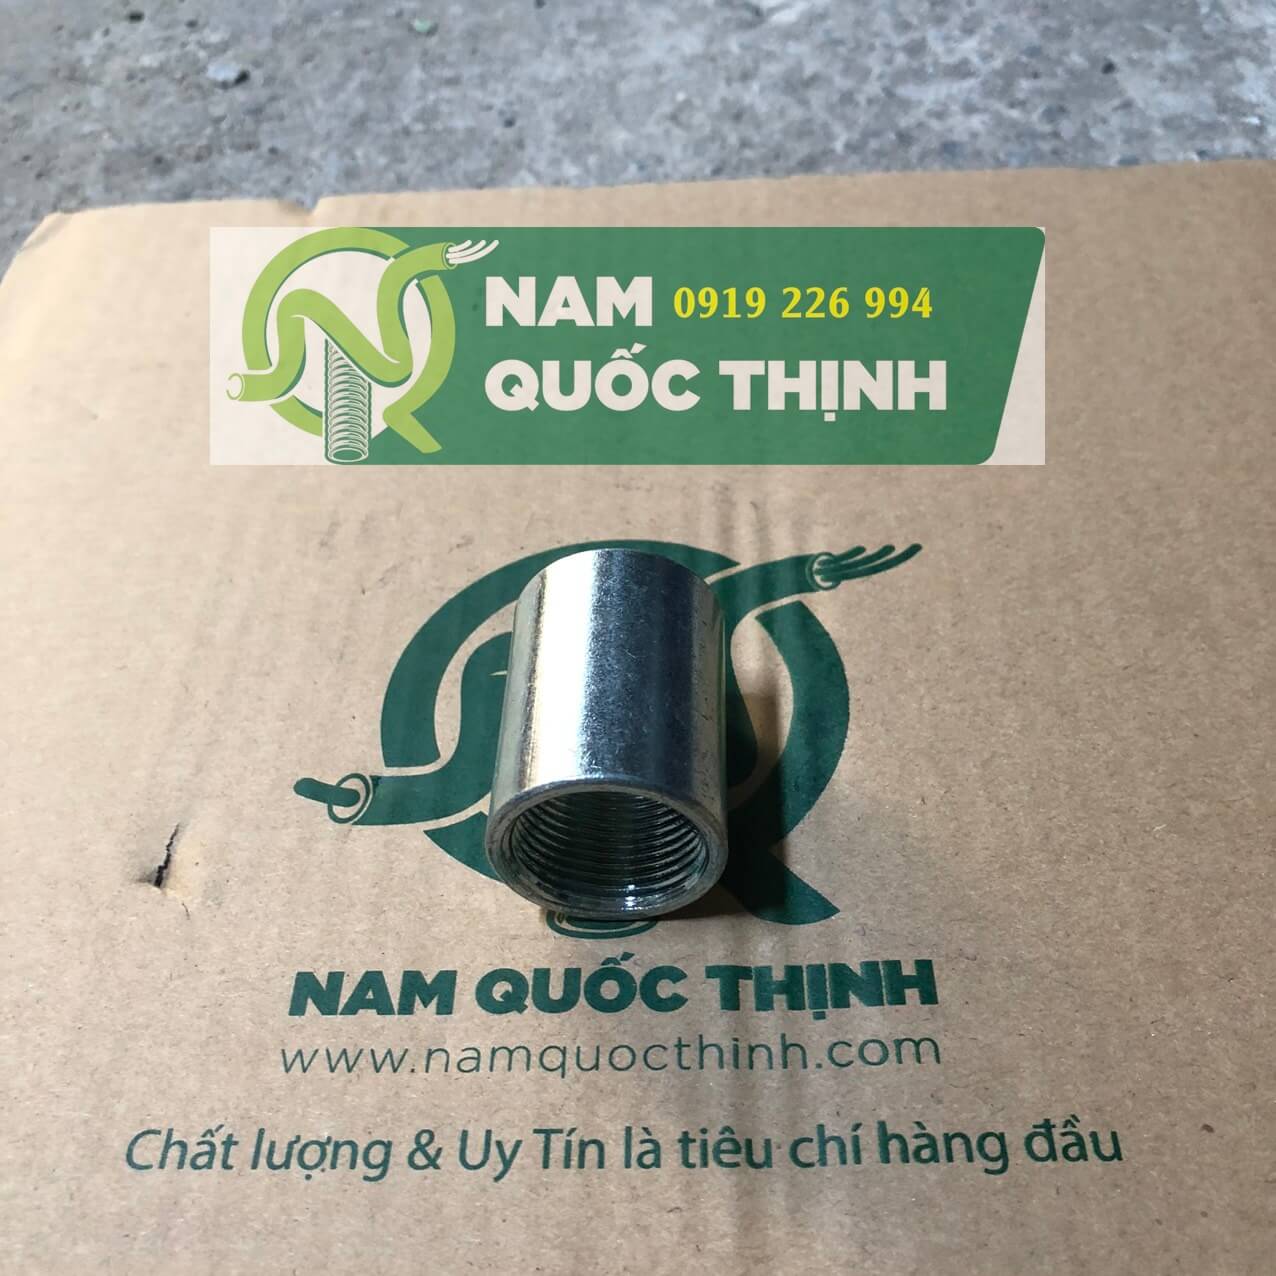 NAM 0919 226 994
QUỐC THỊNH
NAM QUỐC THỊNH
www.namquocthinh.com
Chất lượng & Uy Tín là tiêu chí hàng đầu